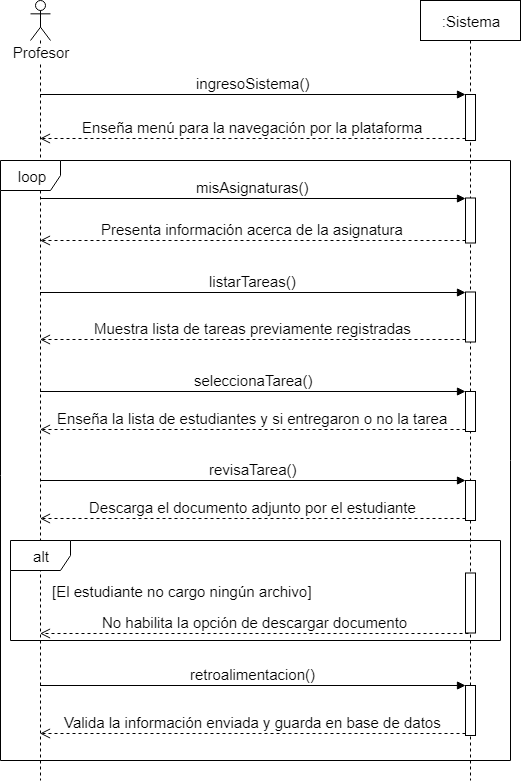 Profesor
:Sistema
ingresoSistema()
Enseña menú para la navegación por la plataforma
loop
misAsignaturas()
Presenta información acerca de la asignatura
listarTareas()
Muestra lista de tareas previamente registradas
seleccionaTarea()
Enseña la lista de estudiantes y si entregaron o no la tarea
revisaTarea()
Descarga el documento adjunto por el estudiante
alt
[El estudiante no cargo ningún archivo]
No habilita la opción de descargar documento
retroalimentacion()
Valida la información enviada y guarda en base de datos